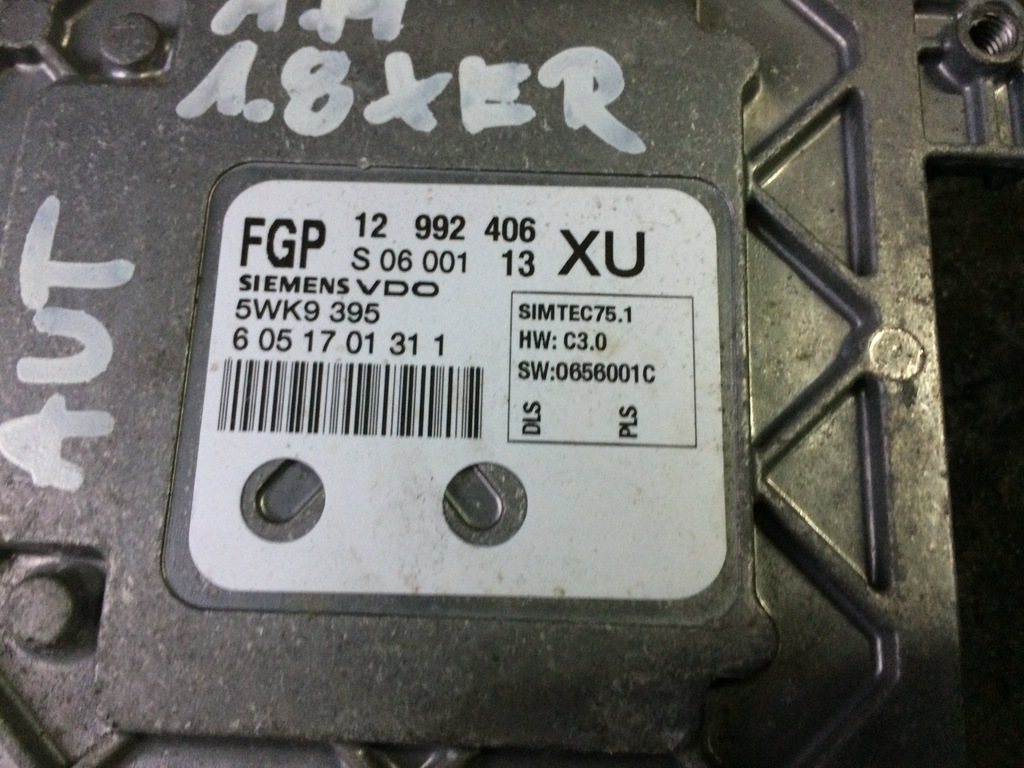 1.8XER
AUT
FGP 12 992 406 XU
S 06 001 13
SIEMENS VDO
5WK9 395
6 05 17 01 31 1
SIMTEC75.1
HW: C3.0
SW:0656001C
DLS PLS